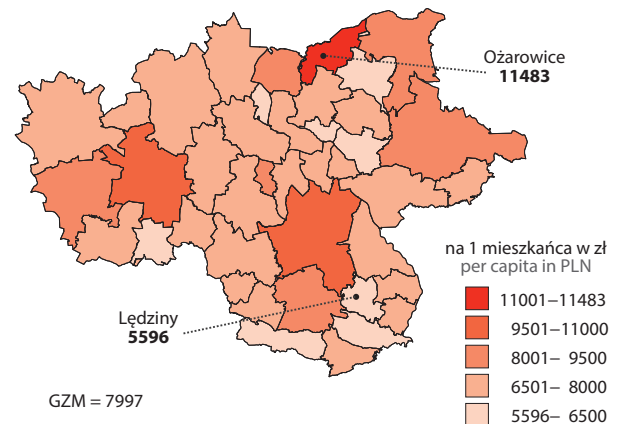 Ożarowice
11483
na 1 mieszkańca w zł
per capita in PLN
11001–11483
9501–11000
8001– 9500
6501– 8000
5596– 6500
Lędziny
5596
GZM = 7997